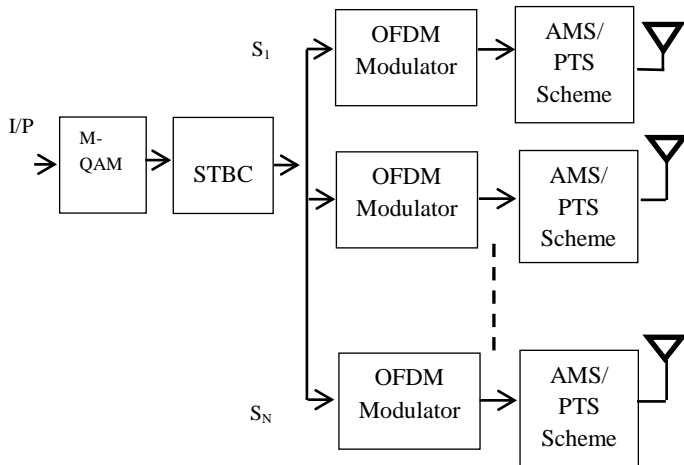 S1
OFDM
Modulator
AMS/
PTS
Scheme
I/P
M-
QAM
STBC
OFDM
Modulator
AMS/
PTS
Scheme
SN
OFDM
Modulator
AMS/
PTS
Scheme